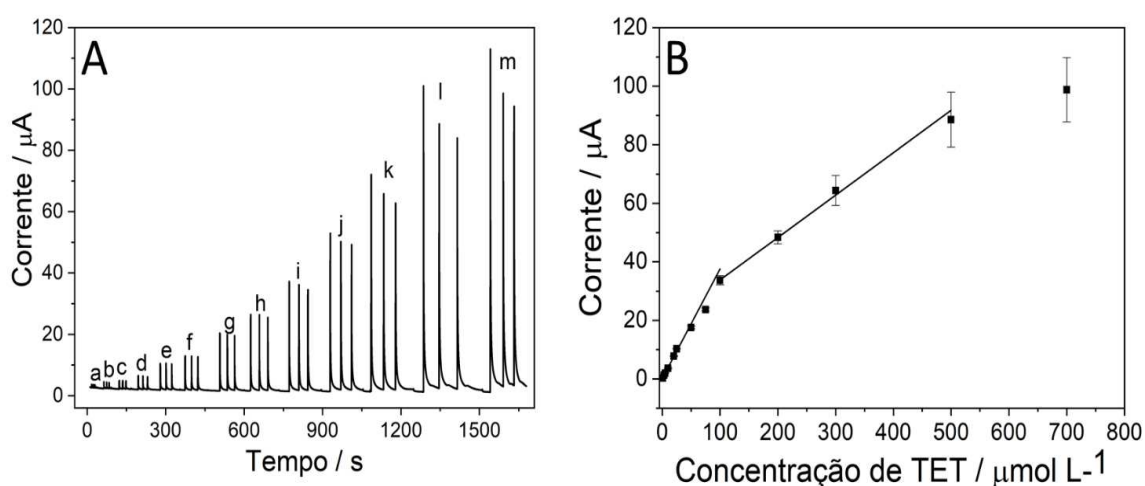 A
Corrente / µA
120
100
80
60
40
20
0
a b c d e f g h i j k l m
0 300 600 900 1200 1500
Tempo / s
B
Corrente / µA
120
100
80
60
40
20
0
0 100 200 300 400 500 600 700 800
Concentração de TET / µmol L-1